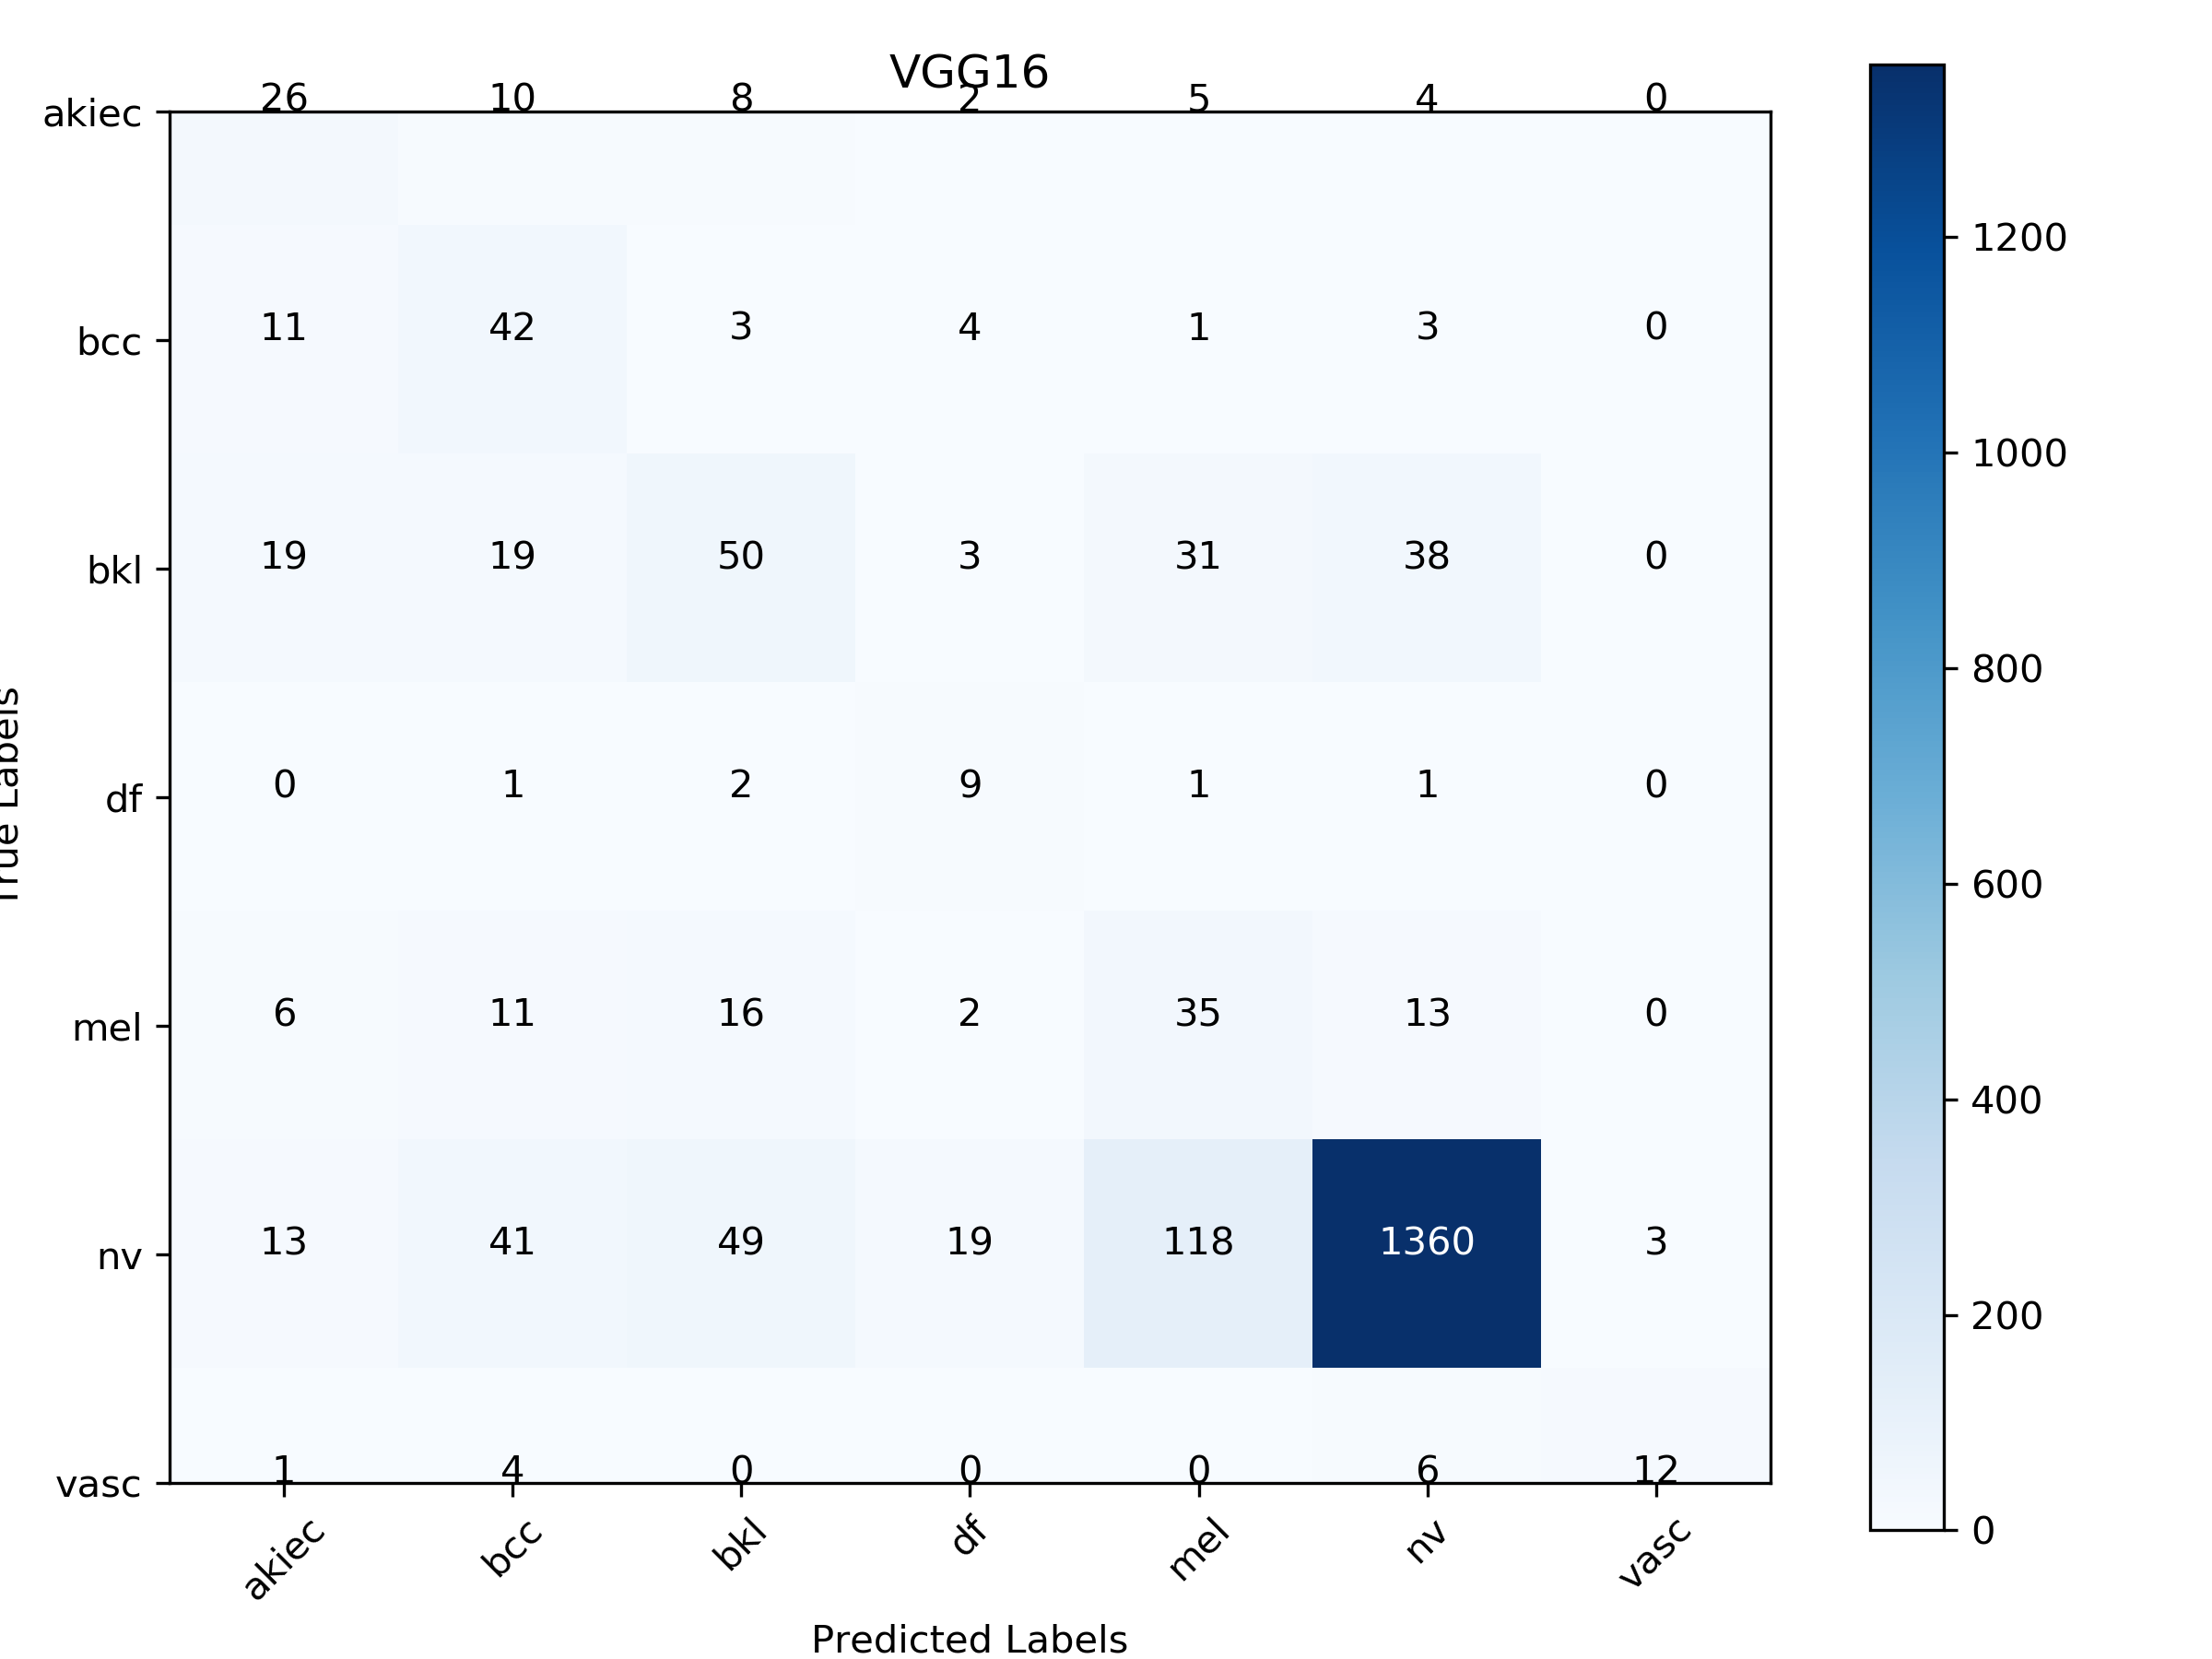 VGG16
akiec 26 10 8 2 5 4 0
1200
bcc 11 42 3 4 1 3 0
1000
bkl 19 19 50 3 31 38 0
800
True Labels
df 0 1 2 9 1 1 0
600
mel 6 11 16 2 35 13 0
400
nv 13 41 49 19 118 1360 3
200
vasc 1 4 0 0 0 6 12
0
akiec bcc bkl df mel nv vasc
Predicted Labels